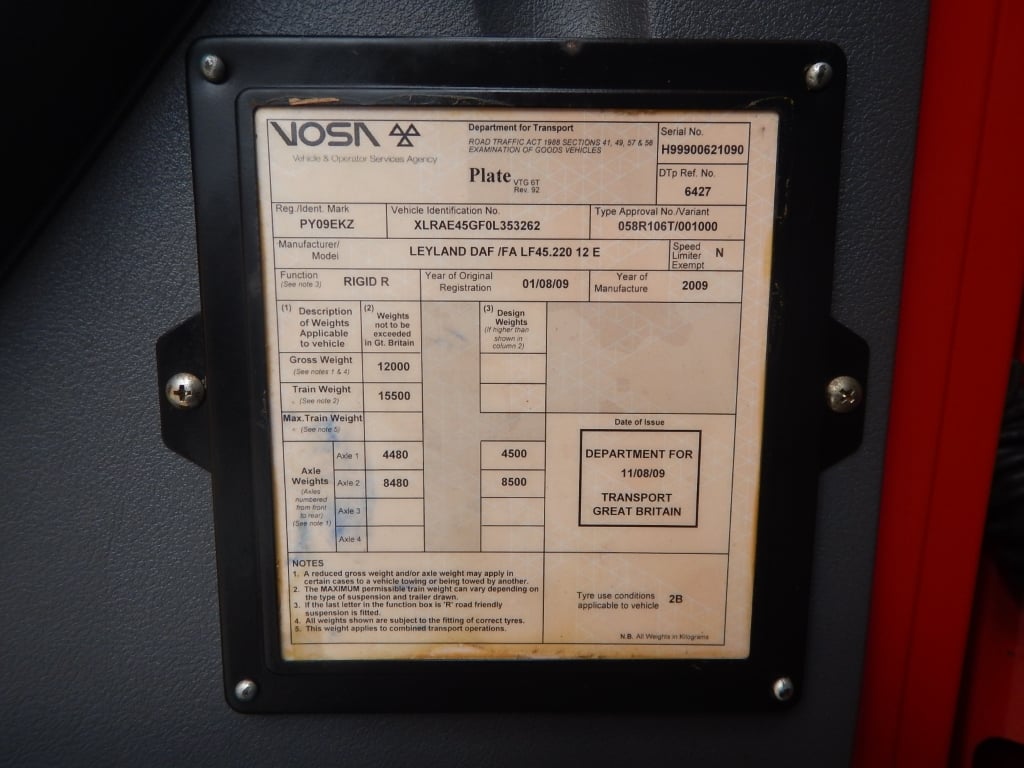 VOSA
Vehicle & Operator Services Agency
Department for Transport
ROAD TRAFFIC ACT 1988 SECTIONS 41, 49, 57 & 58
EXAMINATION OF GOODS VEHICLES
Plate VTG 6T
Rev. 92
Serial No.
H99900621090
DTp Ref. No.
6427
Reg./Ident. Mark
PY09EKZ
Vehicle Identification No.
XLRAE45GF0L353262
Type Approval No./Variant
058R106T/001000
Manufacturer/
Model
LEYLAND DAF /FA LF45.220 12 E
Speed
Limiter
Exempt
N
Function
(See note 3)
RIGID R
Year of Original
Registration
01/08/09
Year of
Manufacture
2009
(1) Description
of Weights
Applicable
to vehicle
(2) Weights
not to be
exceeded
in Gt. Britain
(3) Design
Weights
(if higher than
shown in
column 2)
Gross Weight
(See notes 1 & 4)
12000
Train Weight
(See note 2)
15500
Max.Train Weight
(See note 5)
Axle
Weights
(Axles
numbered
from front
to rear)
(See note 1)
Axle 1 4480 4500
Axle 2 8480 8500
Axle 3
Axle 4
Date of Issue
DEPARTMENT FOR
11/08/09
TRANSPORT
GREAT BRITAIN
NOTES
1. A reduced gross weight and/or axle weight may apply in
certain cases to a vehicle towing or being towed by another.
2. The MAXIMUM permissible train weight can vary depending on
the type of suspension and trailer drawn.
3. If the last letter in the function box is 'R' road friendly
suspension is fitted.
4. All weights shown are subject to the fitting of correct tyres.
5. This weight applies to combined transport operations.
Tyre use conditions
applicable to vehicle
2B
N.B. All Weights in Kilograms